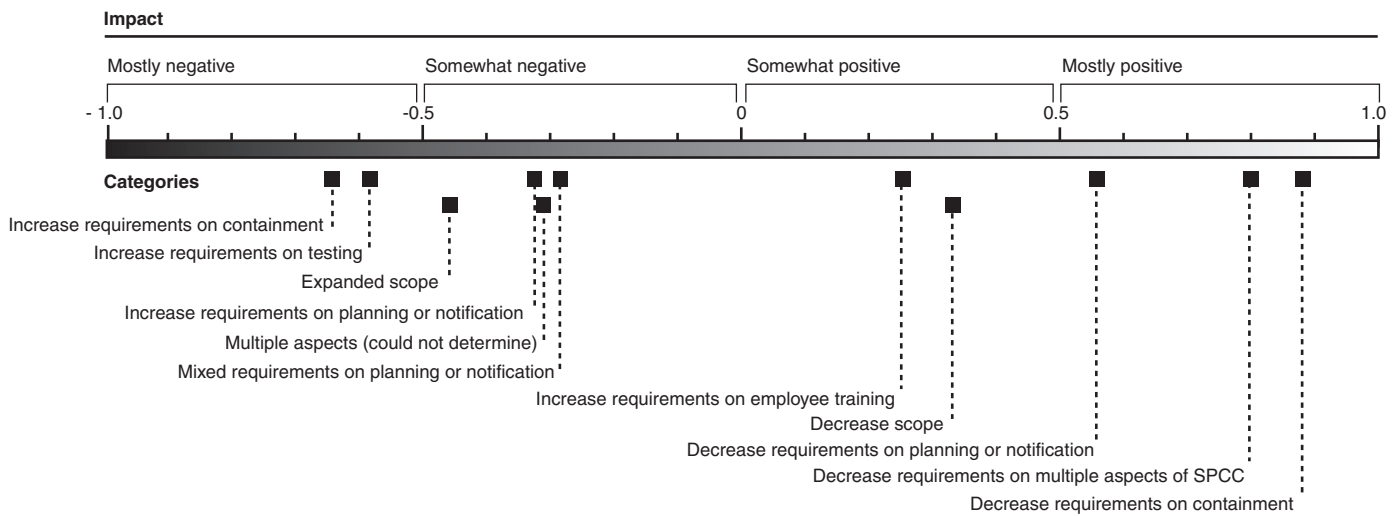 Impact
Mostly negative Somewhat negative Somewhat positive Mostly positive
- 1.0 -0.5 0 0.5 1.0
Categories
Increase requirements on containment
Increase requirements on testing
Expanded scope
Increase requirements on planning or notification
Multiple aspects (could not determine)
Mixed requirements on planning or notification
Increase requirements on employee training
Decrease scope
Decrease requirements on planning or notification
Decrease requirements on multiple aspects of SPCC
Decrease requirements on containment